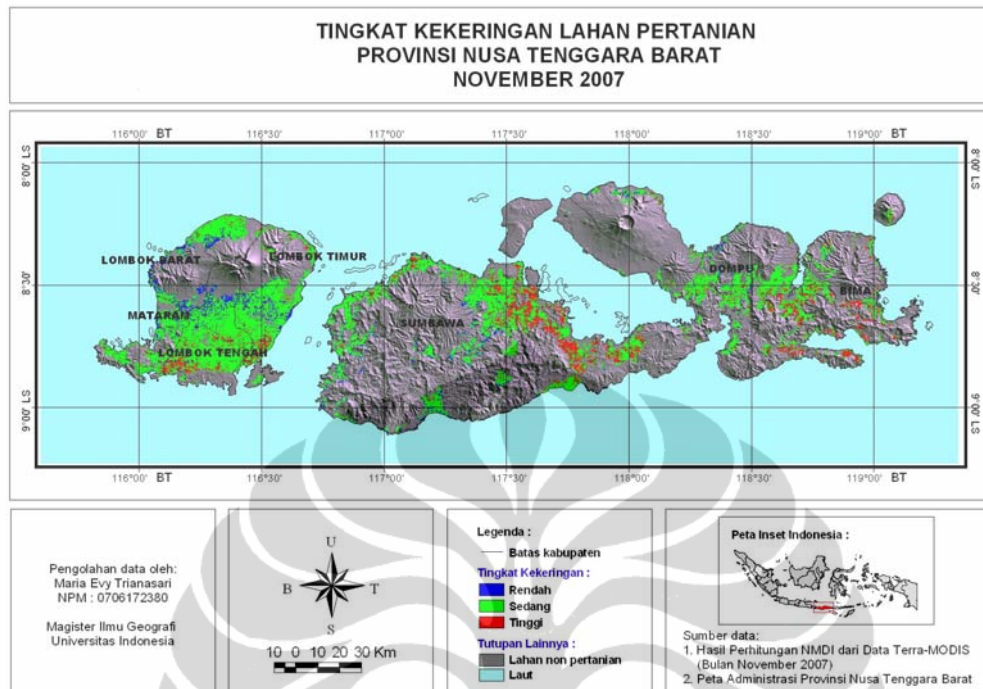 TINGKAT KEKERINGAN LAHAN PERTANIAN
PROVINSI NUSA TENGGARA BARAT
NOVEMBER 2007
116°00' BT 116°30' 117°00' 117°30' 118°00' 118°30' 119°00' BT
8°00' LS 8°00' LS
LOMBOK BARAT LOMBOK TIMUR DOMPU
8°30' 8°30'
BIMA
MATARAM SUMBAWA
LOMBOK TENGAH
9°00' LS 9°00' LS
116°00' BT 116°30' 117°00' 117°30' 118°00' 118°30' 119°00' BT
Pengolahan data oleh:
Maria Evy Trianasari
NPM : 0706172380
Magister Ilmu Geografi
Universitas Indonesia
U
B T
S
10 0 10 20 30 Km
Legenda :
Batas kabupaten
Tingkat Kekeringan :
Rendah
Sedang
Tinggi
Tutupan Lainnya :
Lahan non pertanian
Laut
Peta Inset Indonesia :
Sumber data:
1. Hasil Perhitungan NMDI dari Data Terra-MODIS
(Bulan November 2007)
2. Peta Administrasi Provinsi Nusa Tenggara Barat